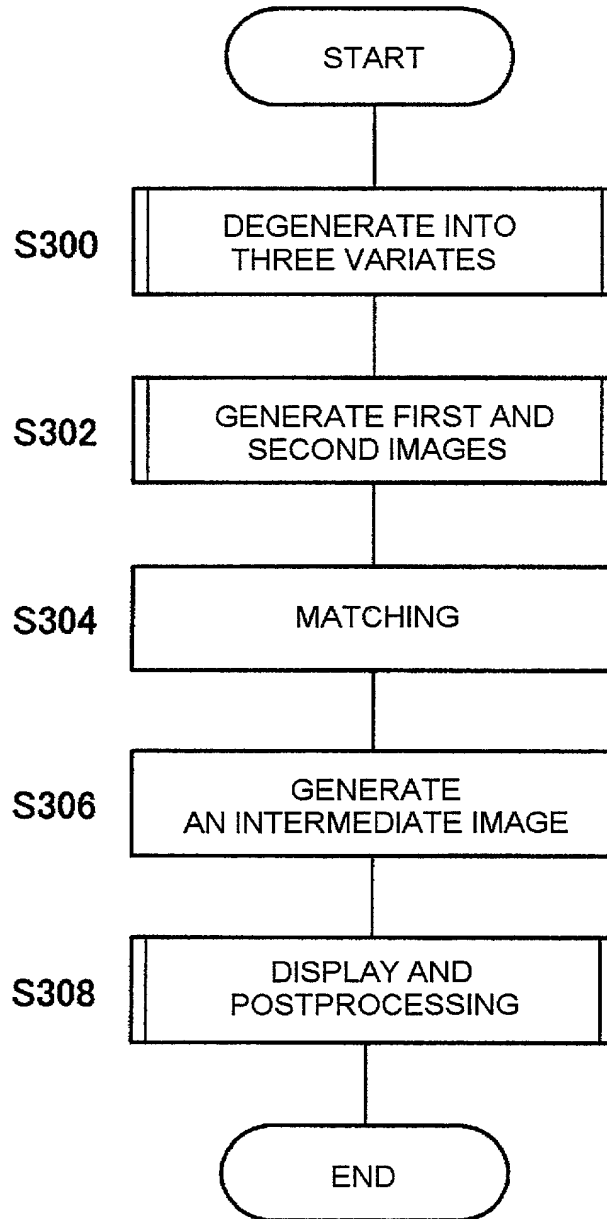 START
S300
DEGENERATE INTO
THREE VARIATES
S302
GENERATE FIRST AND
SECOND IMAGES
S304
MATCHING
S306
GENERATE
AN INTERMEDIATE IMAGE
S308
DISPLAY AND
POSTPROCESSING
END